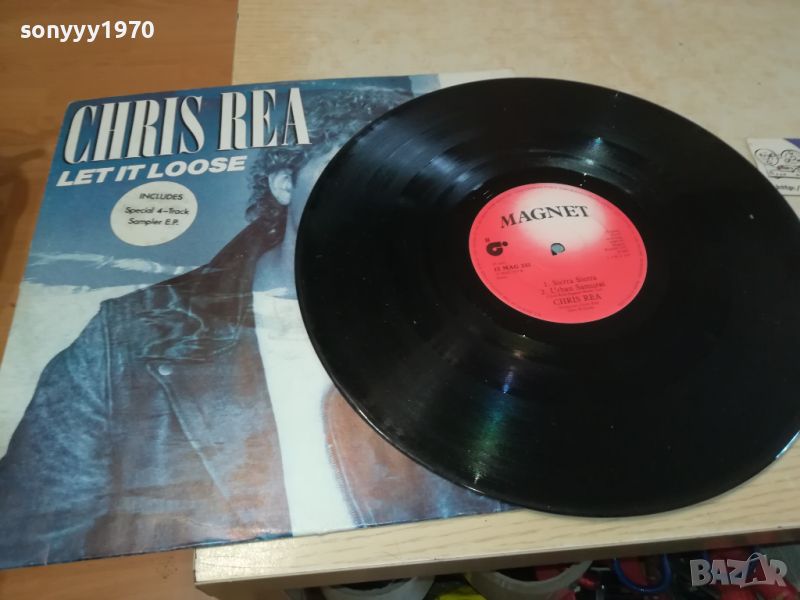 sonyyy1970
CHRIS REA
LET IT LOOSE
INCLUDES
Special 4-Track
Sampler E.P.
MAGNET
1. Sierra Sierra
2. Urban Samurai
CHRIS REA
BAZAR